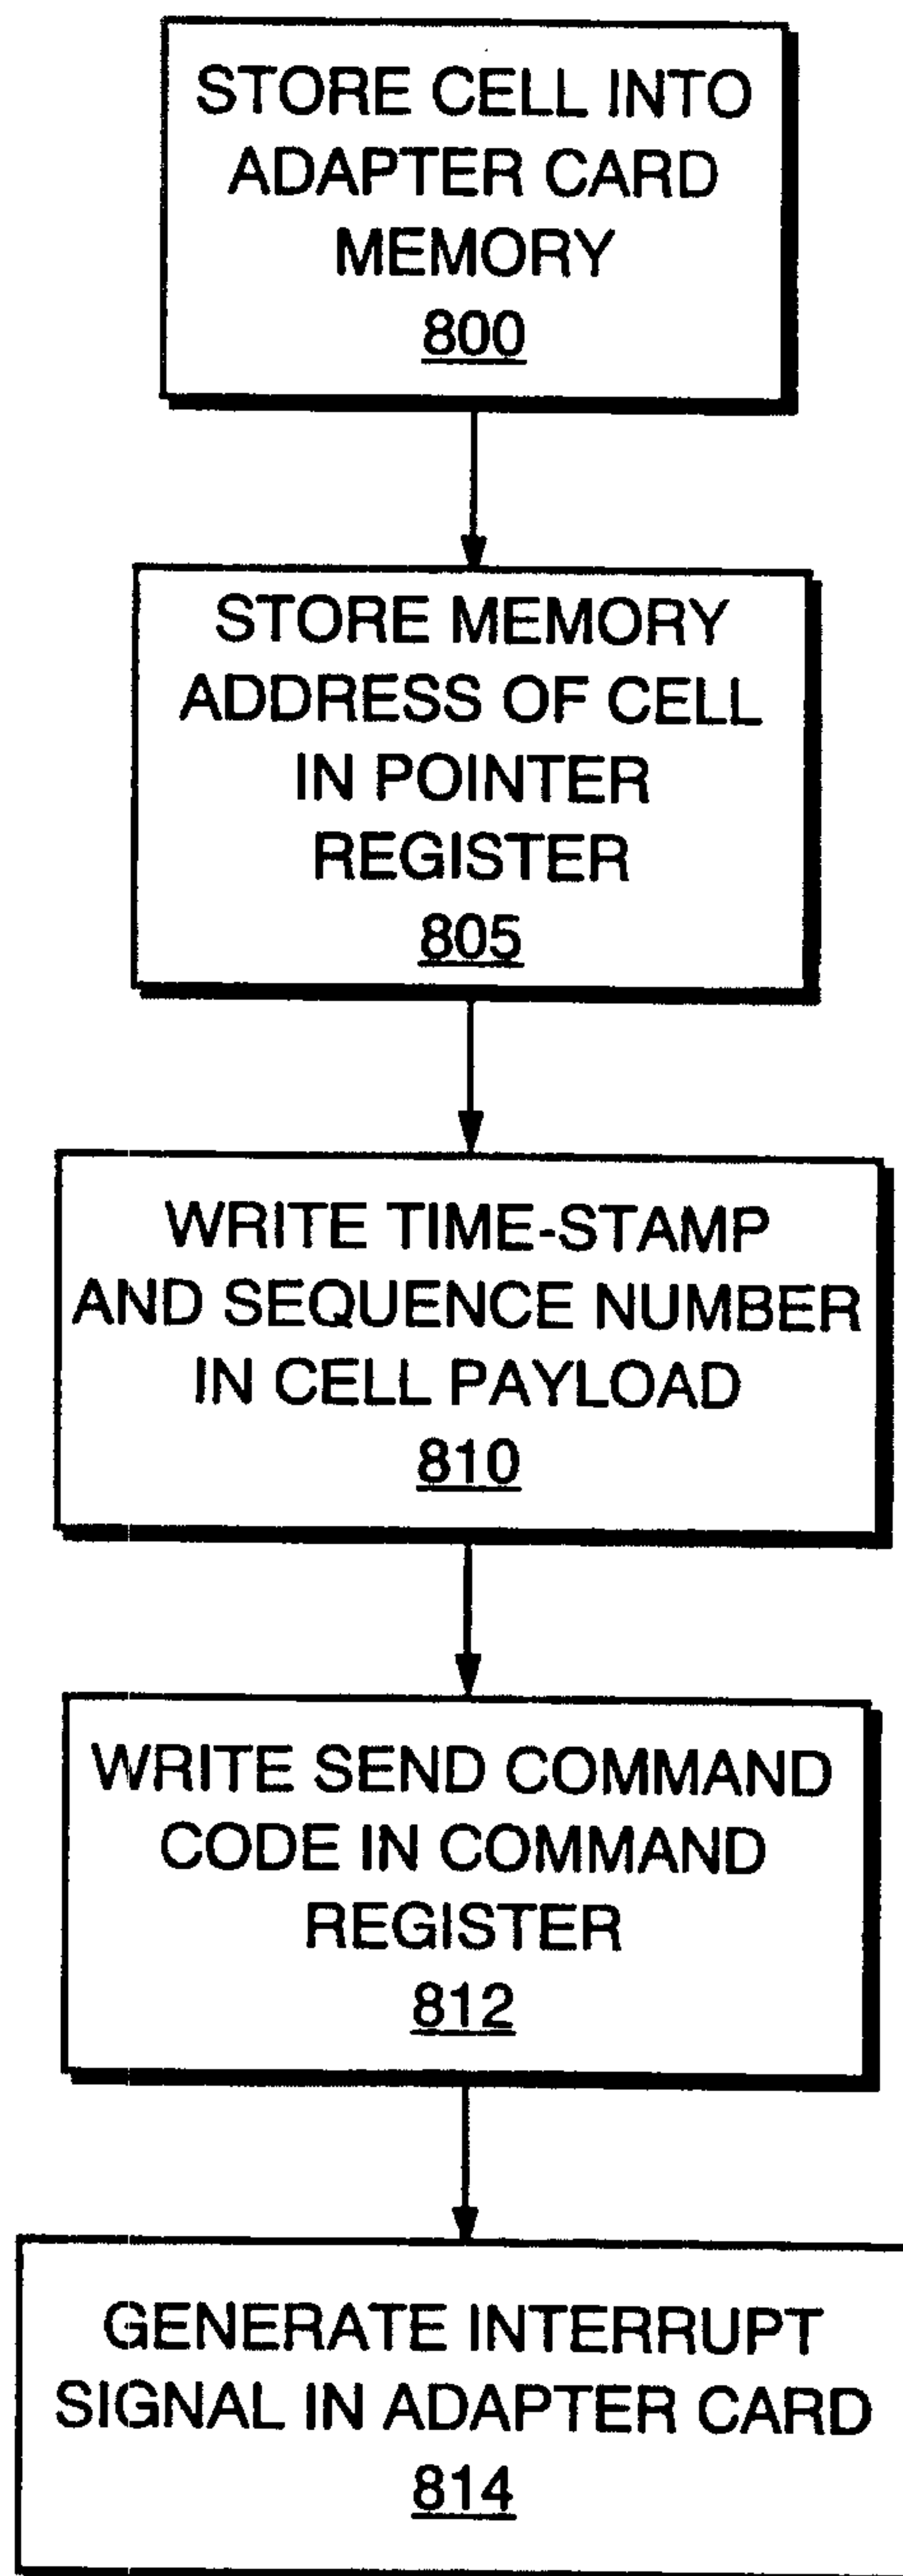 STORE CELL INTO
ADAPTER CARD
MEMORY
800
STORE MEMORY
ADDRESS OF CELL
IN POINTER
REGISTER
805
WRITE TIME-STAMP
AND SEQUENCE NUMBER
IN CELL PAYLOAD
810
WRITE SEND COMMAND
CODE IN COMMAND
REGISTER
812
GENERATE INTERRUPT
SIGNAL IN ADAPTER CARD
814